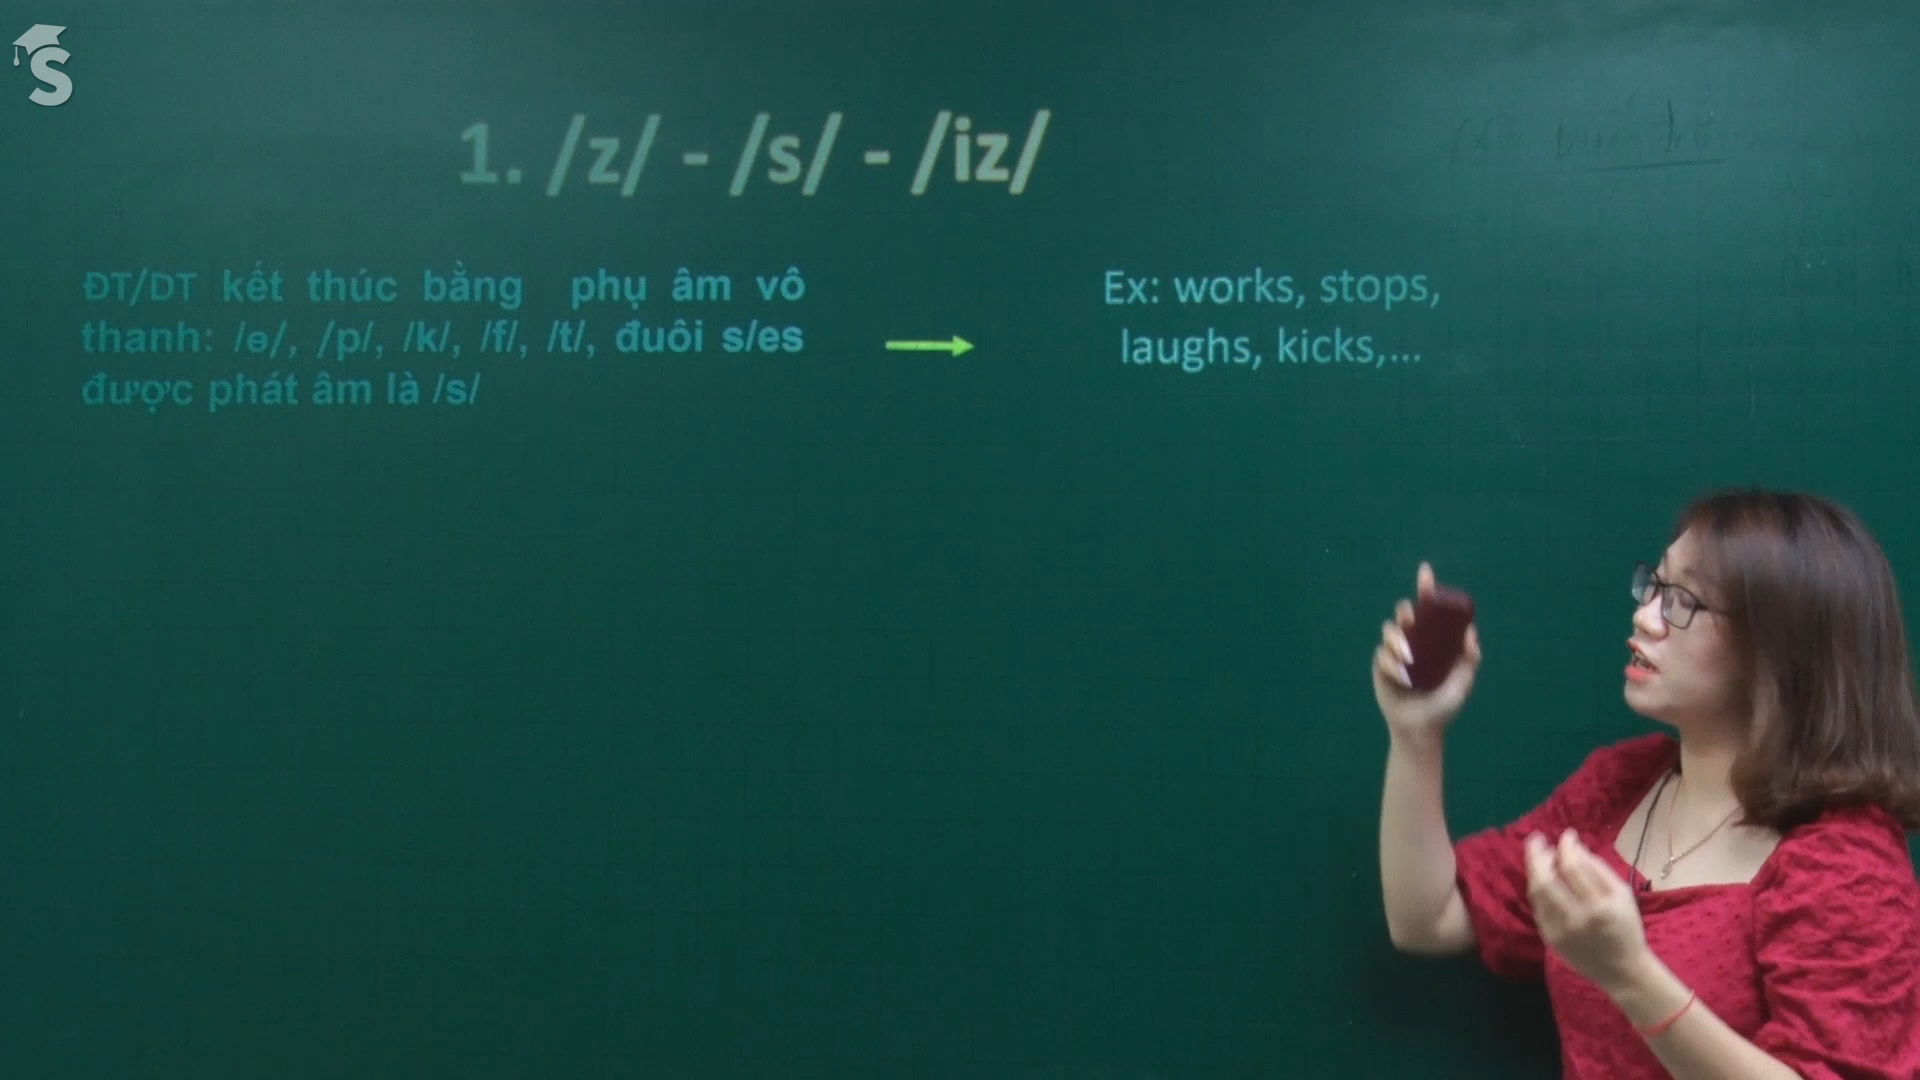 S
1. /z/ - /s/ - /iz/
ĐT/DT kết thúc bằng phụ âm vô
thanh: /ɵ/, /p/, /k/, /f/, /t/, đuôi s/es
được phát âm là /s/
Ex: works, stops,
laughs, kicks,...